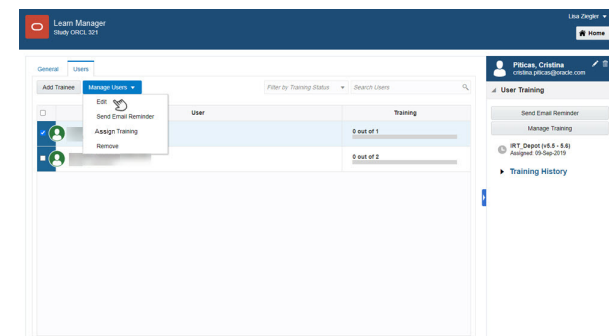 Lisa Ziegler
Learn Manager
Study ORCL 321
Home
General Users
Add Trainee Manage Users Filter by Training Status Search Users
Edit
Send Email Reminder
Assign Training
Remove
User Training
0 out of 1
0 out of 2
Piticas, Cristina
cristina.piticas@oracle.com
User Training
Send Email Reminder
Manage Training
IRT_Depot (v5.5 - 5.6)
Assigned: 09-Sep-2019
Training History